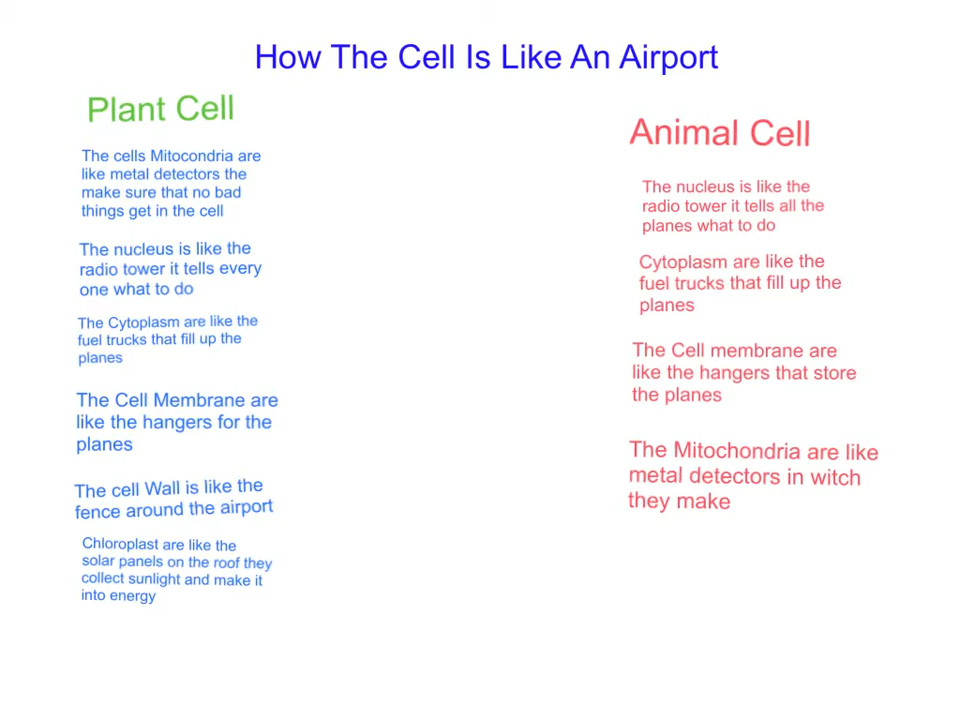 How The Cell Is Like An Airport
Plant Cell
The cells Mitocondria are
like metal detectors the
make sure that no bad
things get in the cell
The nucleus is like the
radio tower it tells every
one what to do
The Cytoplasm are like the
fuel trucks that fill up the
planes
The Cell Membrane are
like the hangers for the
planes
The cell Wall is like the
fence around the airport
Chloroplast are like the
solar panels on the roof they
collect sunlight and make it
into energy
Animal Cell
The nucleus is like the
radio tower it tells all the
planes what to do
Cytoplasm are like the
fuel trucks that fill up the
planes
The Cell membrane are
like the hangers that store
the planes
The Mitochondria are like
metal detectors in witch
they make